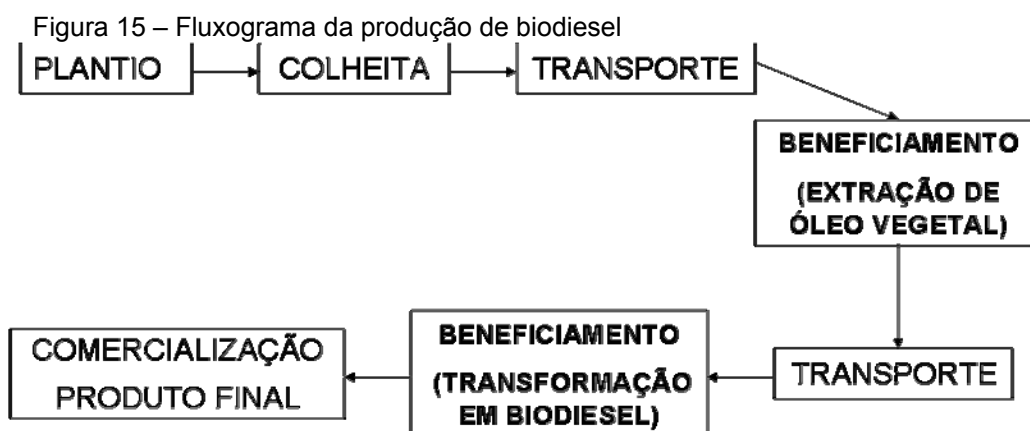 Figura 15 – Fluxograma da produção de biodiesel
PLANTIO
COLHEITA
TRANSPORTE
BENEFICIAMENTO
(EXTRAÇÃO DE
ÓLEO VEGETAL)
TRANSPORTE
BENEFICIAMENTO
(TRANSFORMAÇÃO
EM BIODIESEL)
COMERCIALIZAÇÃO
PRODUTO FINAL